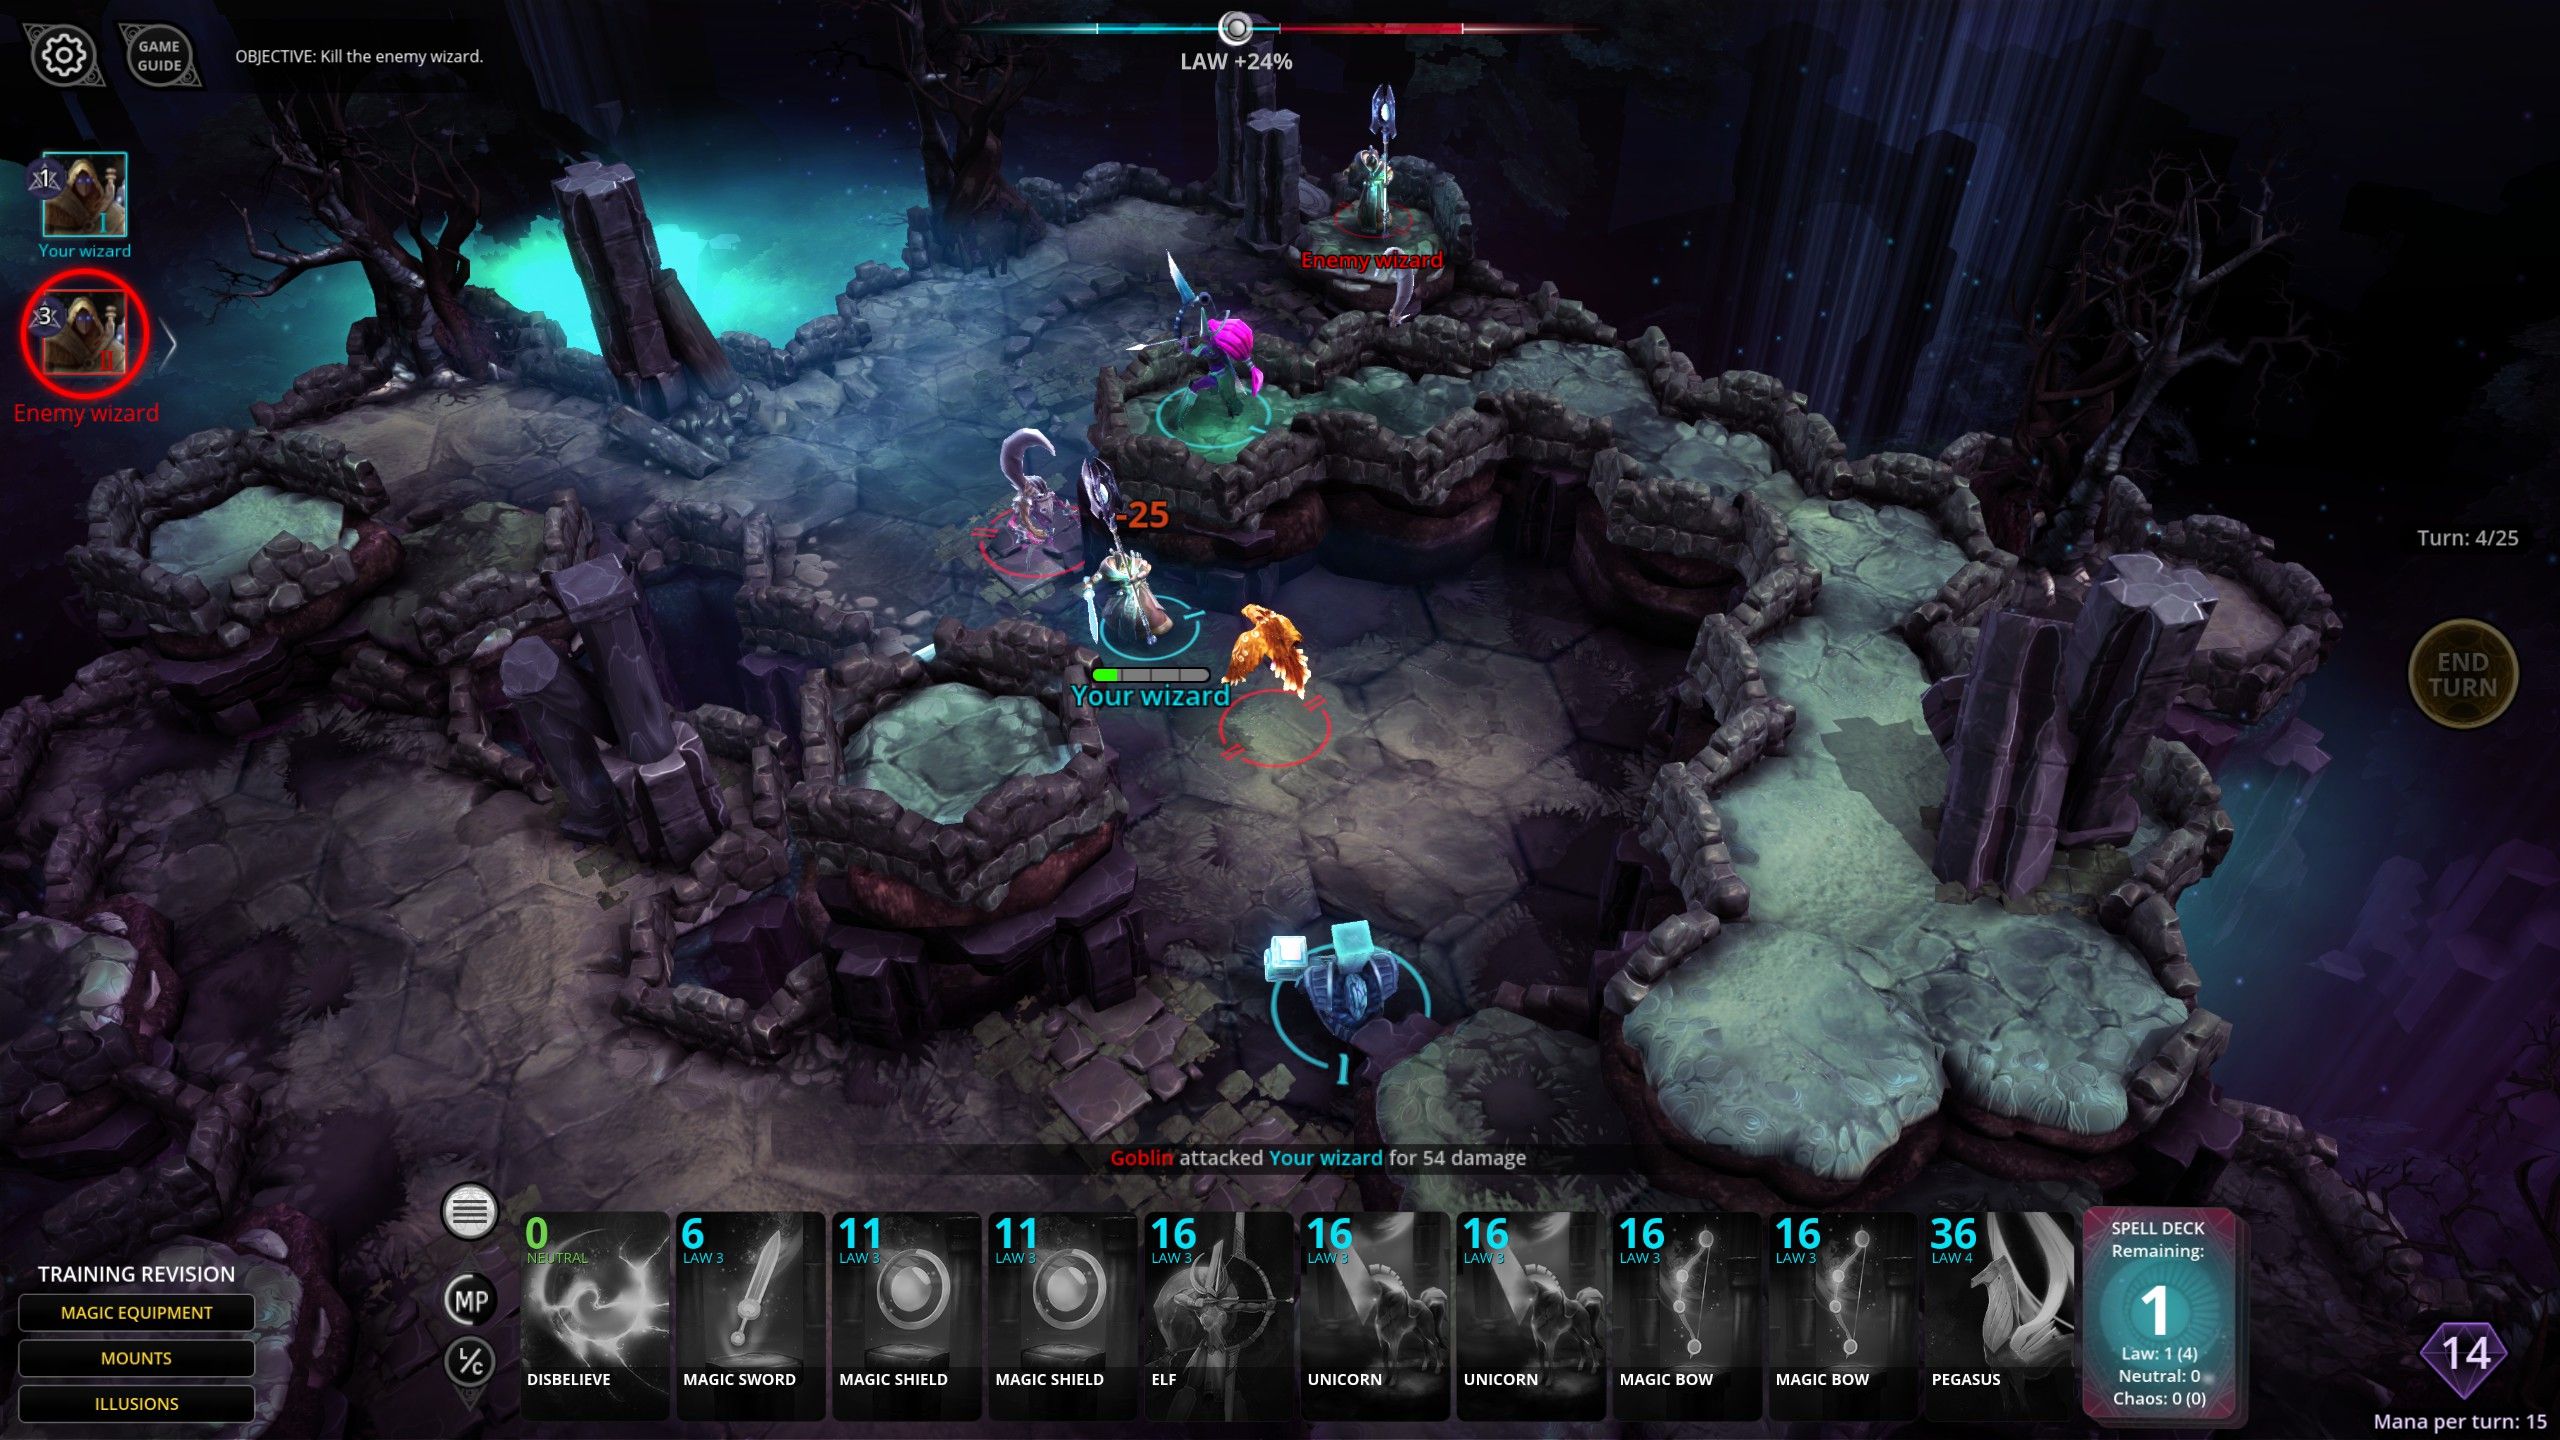 GAME
GUIDE
OBJECTIVE: Kill the enemy wizard.
LAW +24%
1
I
Your wizard
3
II
Enemy wizard
Enemy wizard
-25
Your wizard
Turn: 4/25
END
TURN
1
Goblin attacked Your wizard for 54 damage
TRAINING REVISION
MAGIC EQUIPMENT
MOUNTS
ILLUSIONS
MP
L/C
0
NEUTRAL
DISBELIEVE
6
LAW 3
MAGIC SWORD
11
LAW 3
MAGIC SHIELD
11
LAW 3
MAGIC SHIELD
16
LAW 3
ELF
16
LAW 3
UNICORN
16
LAW 3
UNICORN
16
LAW 3
MAGIC BOW
16
LAW 3
MAGIC BOW
36
LAW 4
PEGASUS
SPELL DECK
Remaining:
1
Law: 1 (4)
Neutral: 0
Chaos: 0 (0)
14
Mana per turn: 15